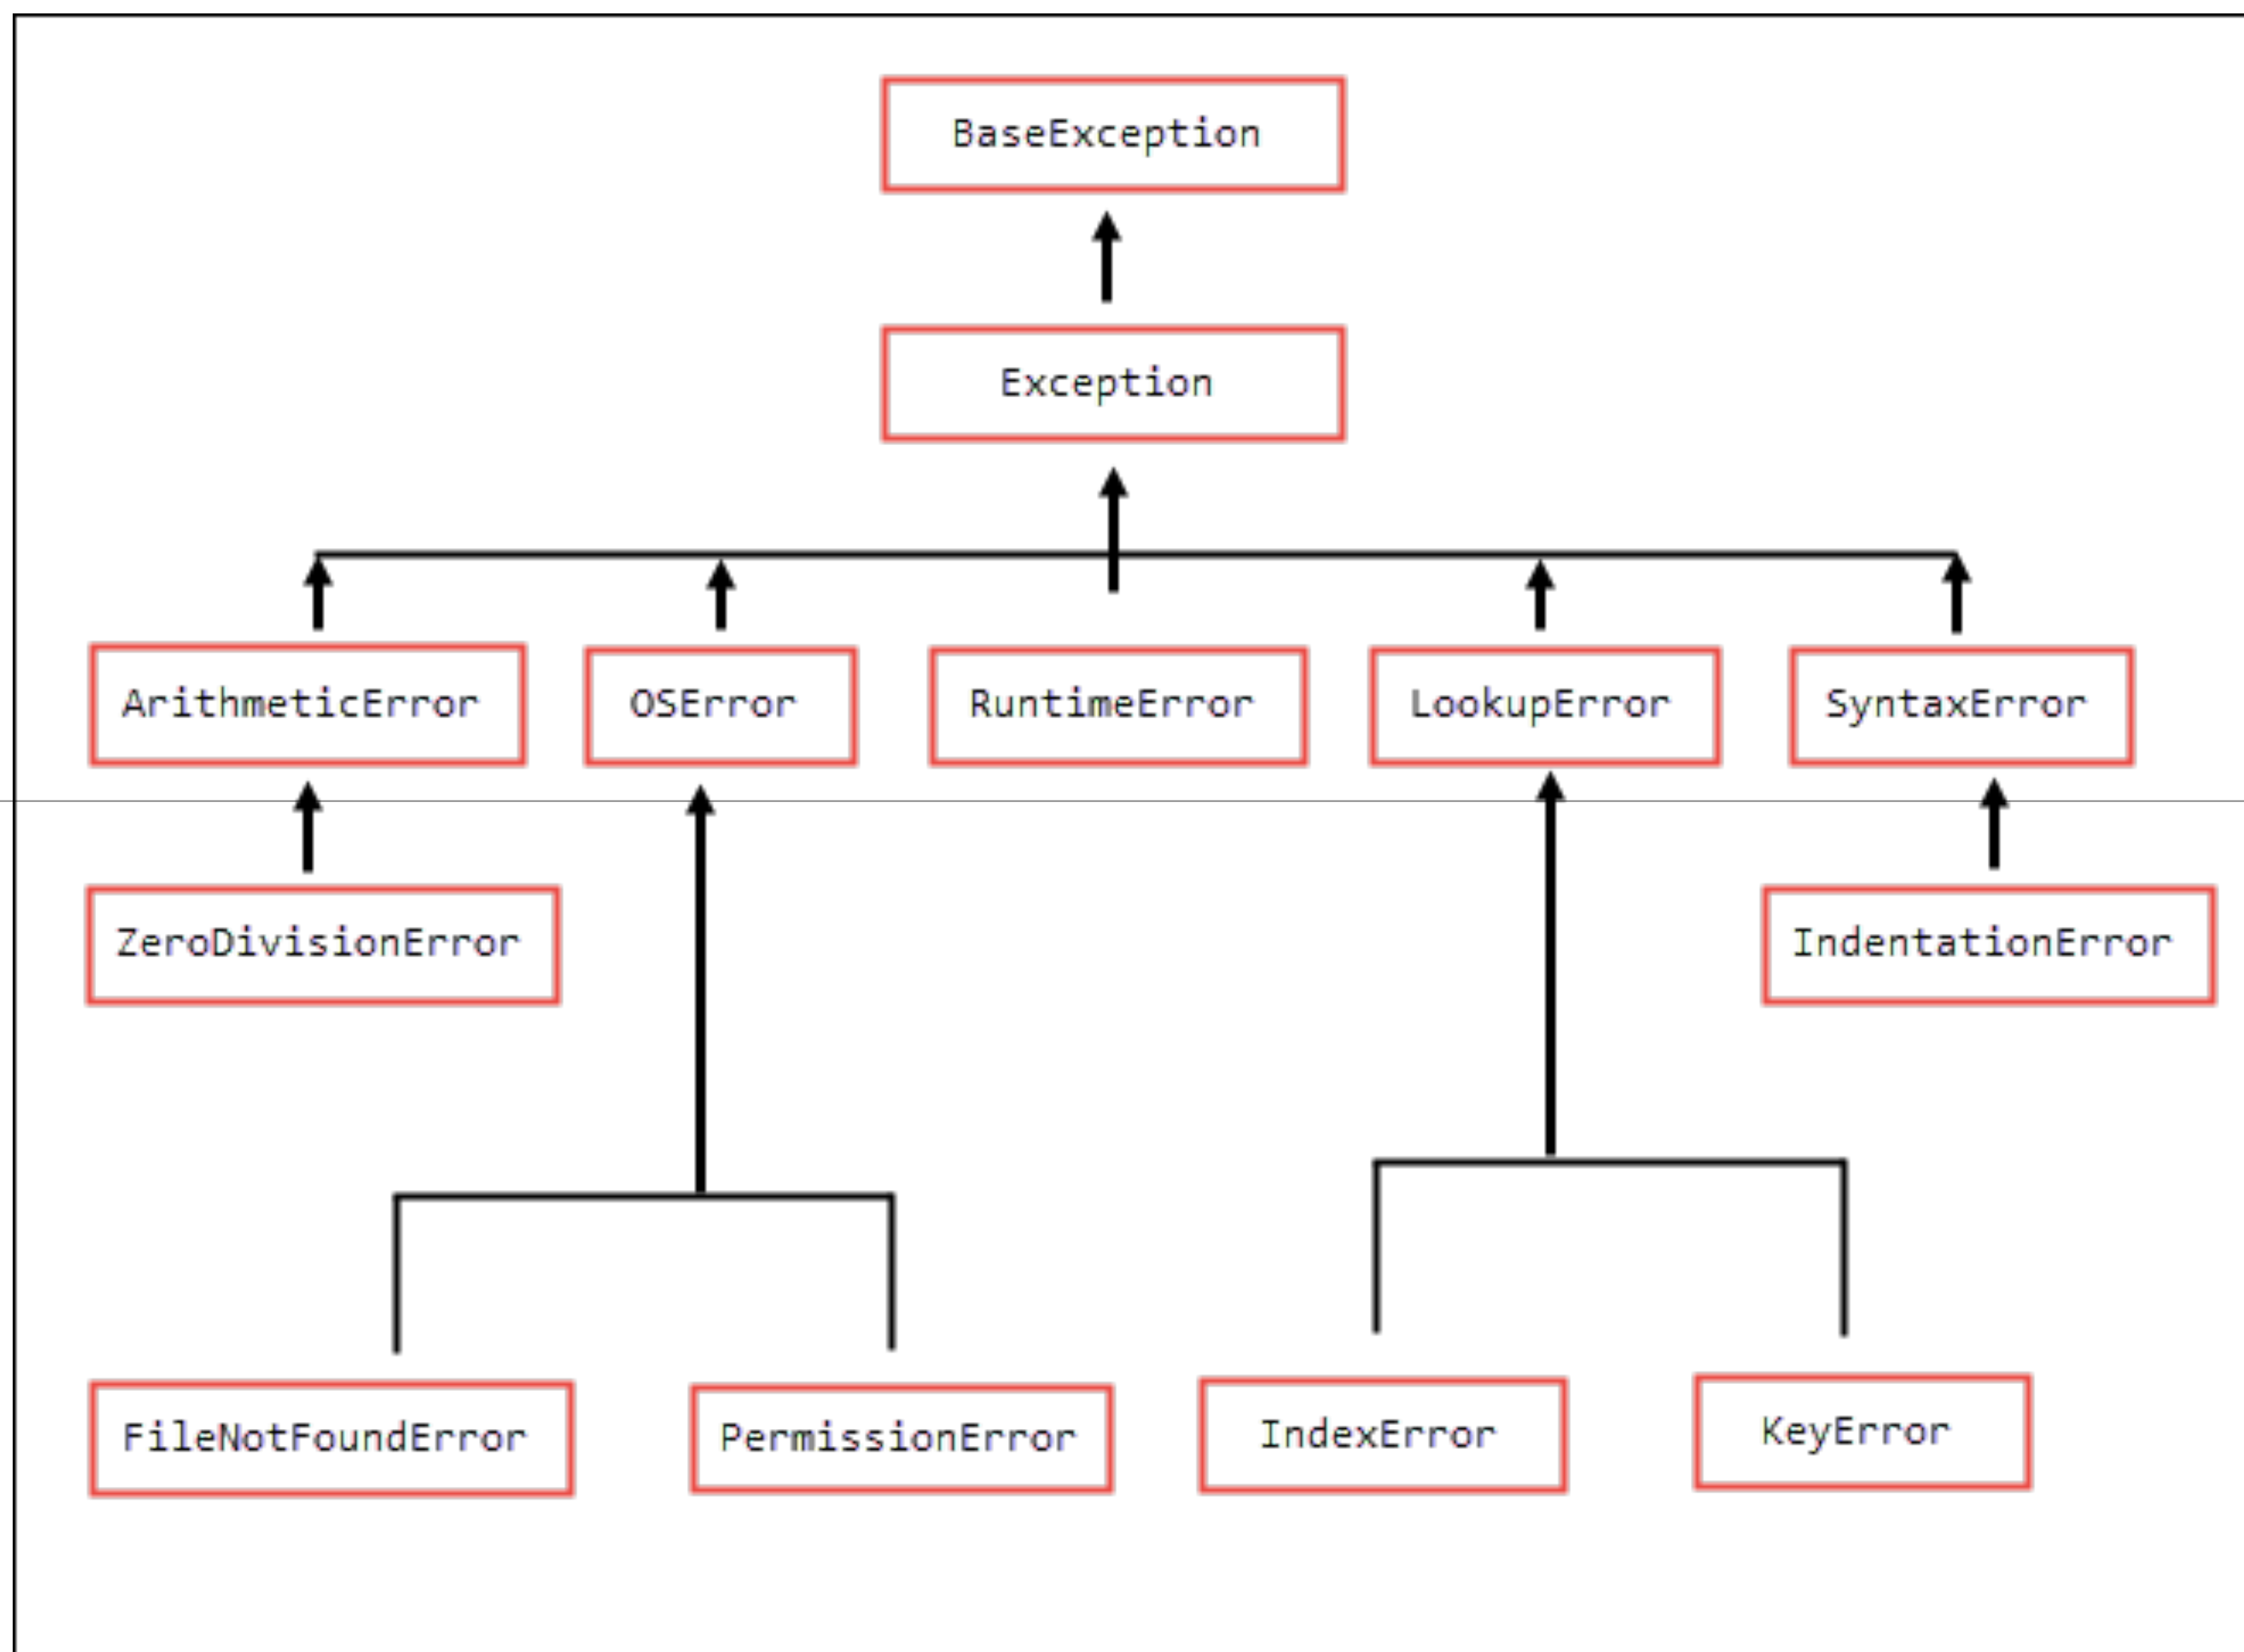 BaseException
Exception
ArithmeticError
OSError
RuntimeError
LookupError
SyntaxError
ZeroDivisionError
IndentationError
FileNotFoundError
PermissionError
IndexError
KeyError